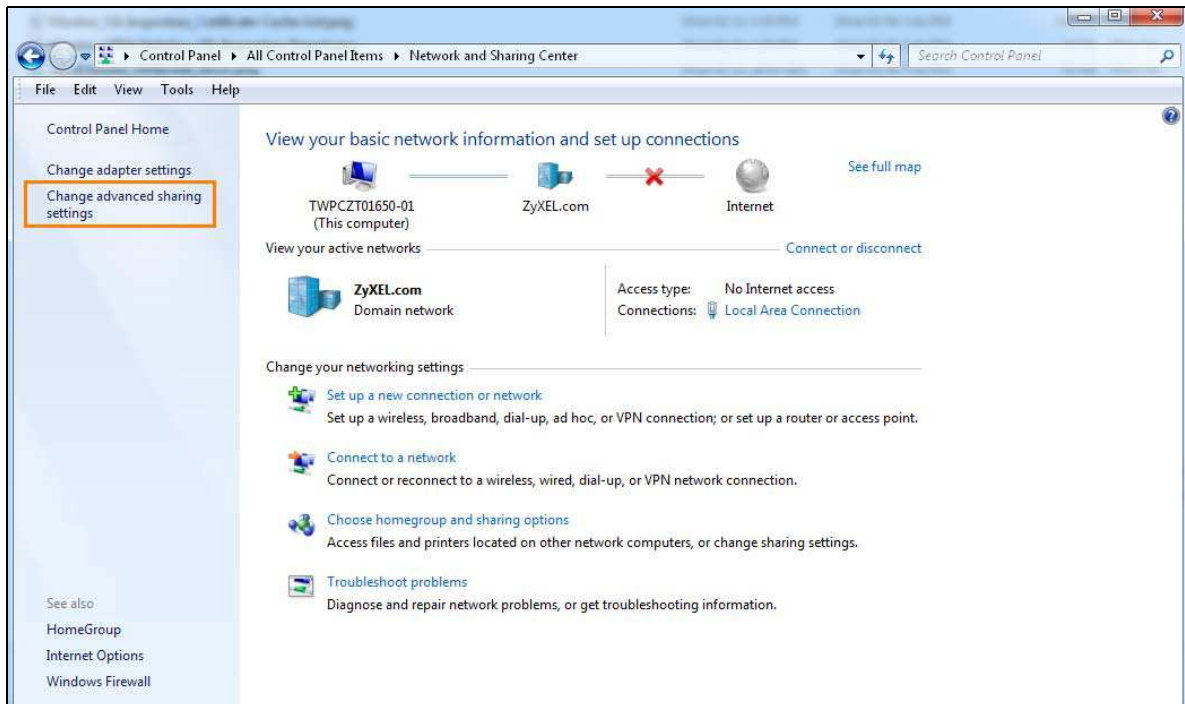 Control Panel ▸ All Control Panel Items ▸ Network and Sharing Center
Search Control Panel
File Edit View Tools Help
Control Panel Home
Change adapter settings
Change advanced sharing
settings
See also
HomeGroup
Internet Options
Windows Firewall
View your basic network information and set up connections
See full map
TWPCZT01650-01
(This computer)
ZyXEL.com
Internet
View your active networks
Connect or disconnect
ZyXEL.com
Domain network
Access type: No Internet access
Connections: Local Area Connection
Change your networking settings
Set up a new connection or network
Set up a wireless, broadband, dial-up, ad hoc, or VPN connection; or set up a router or access point.
Connect to a network
Connect or reconnect to a wireless, wired, dial-up, or VPN network connection.
Choose homegroup and sharing options
Access files and printers located on other network computers, or change sharing settings.
Troubleshoot problems
Diagnose and repair network problems, or get troubleshooting information.